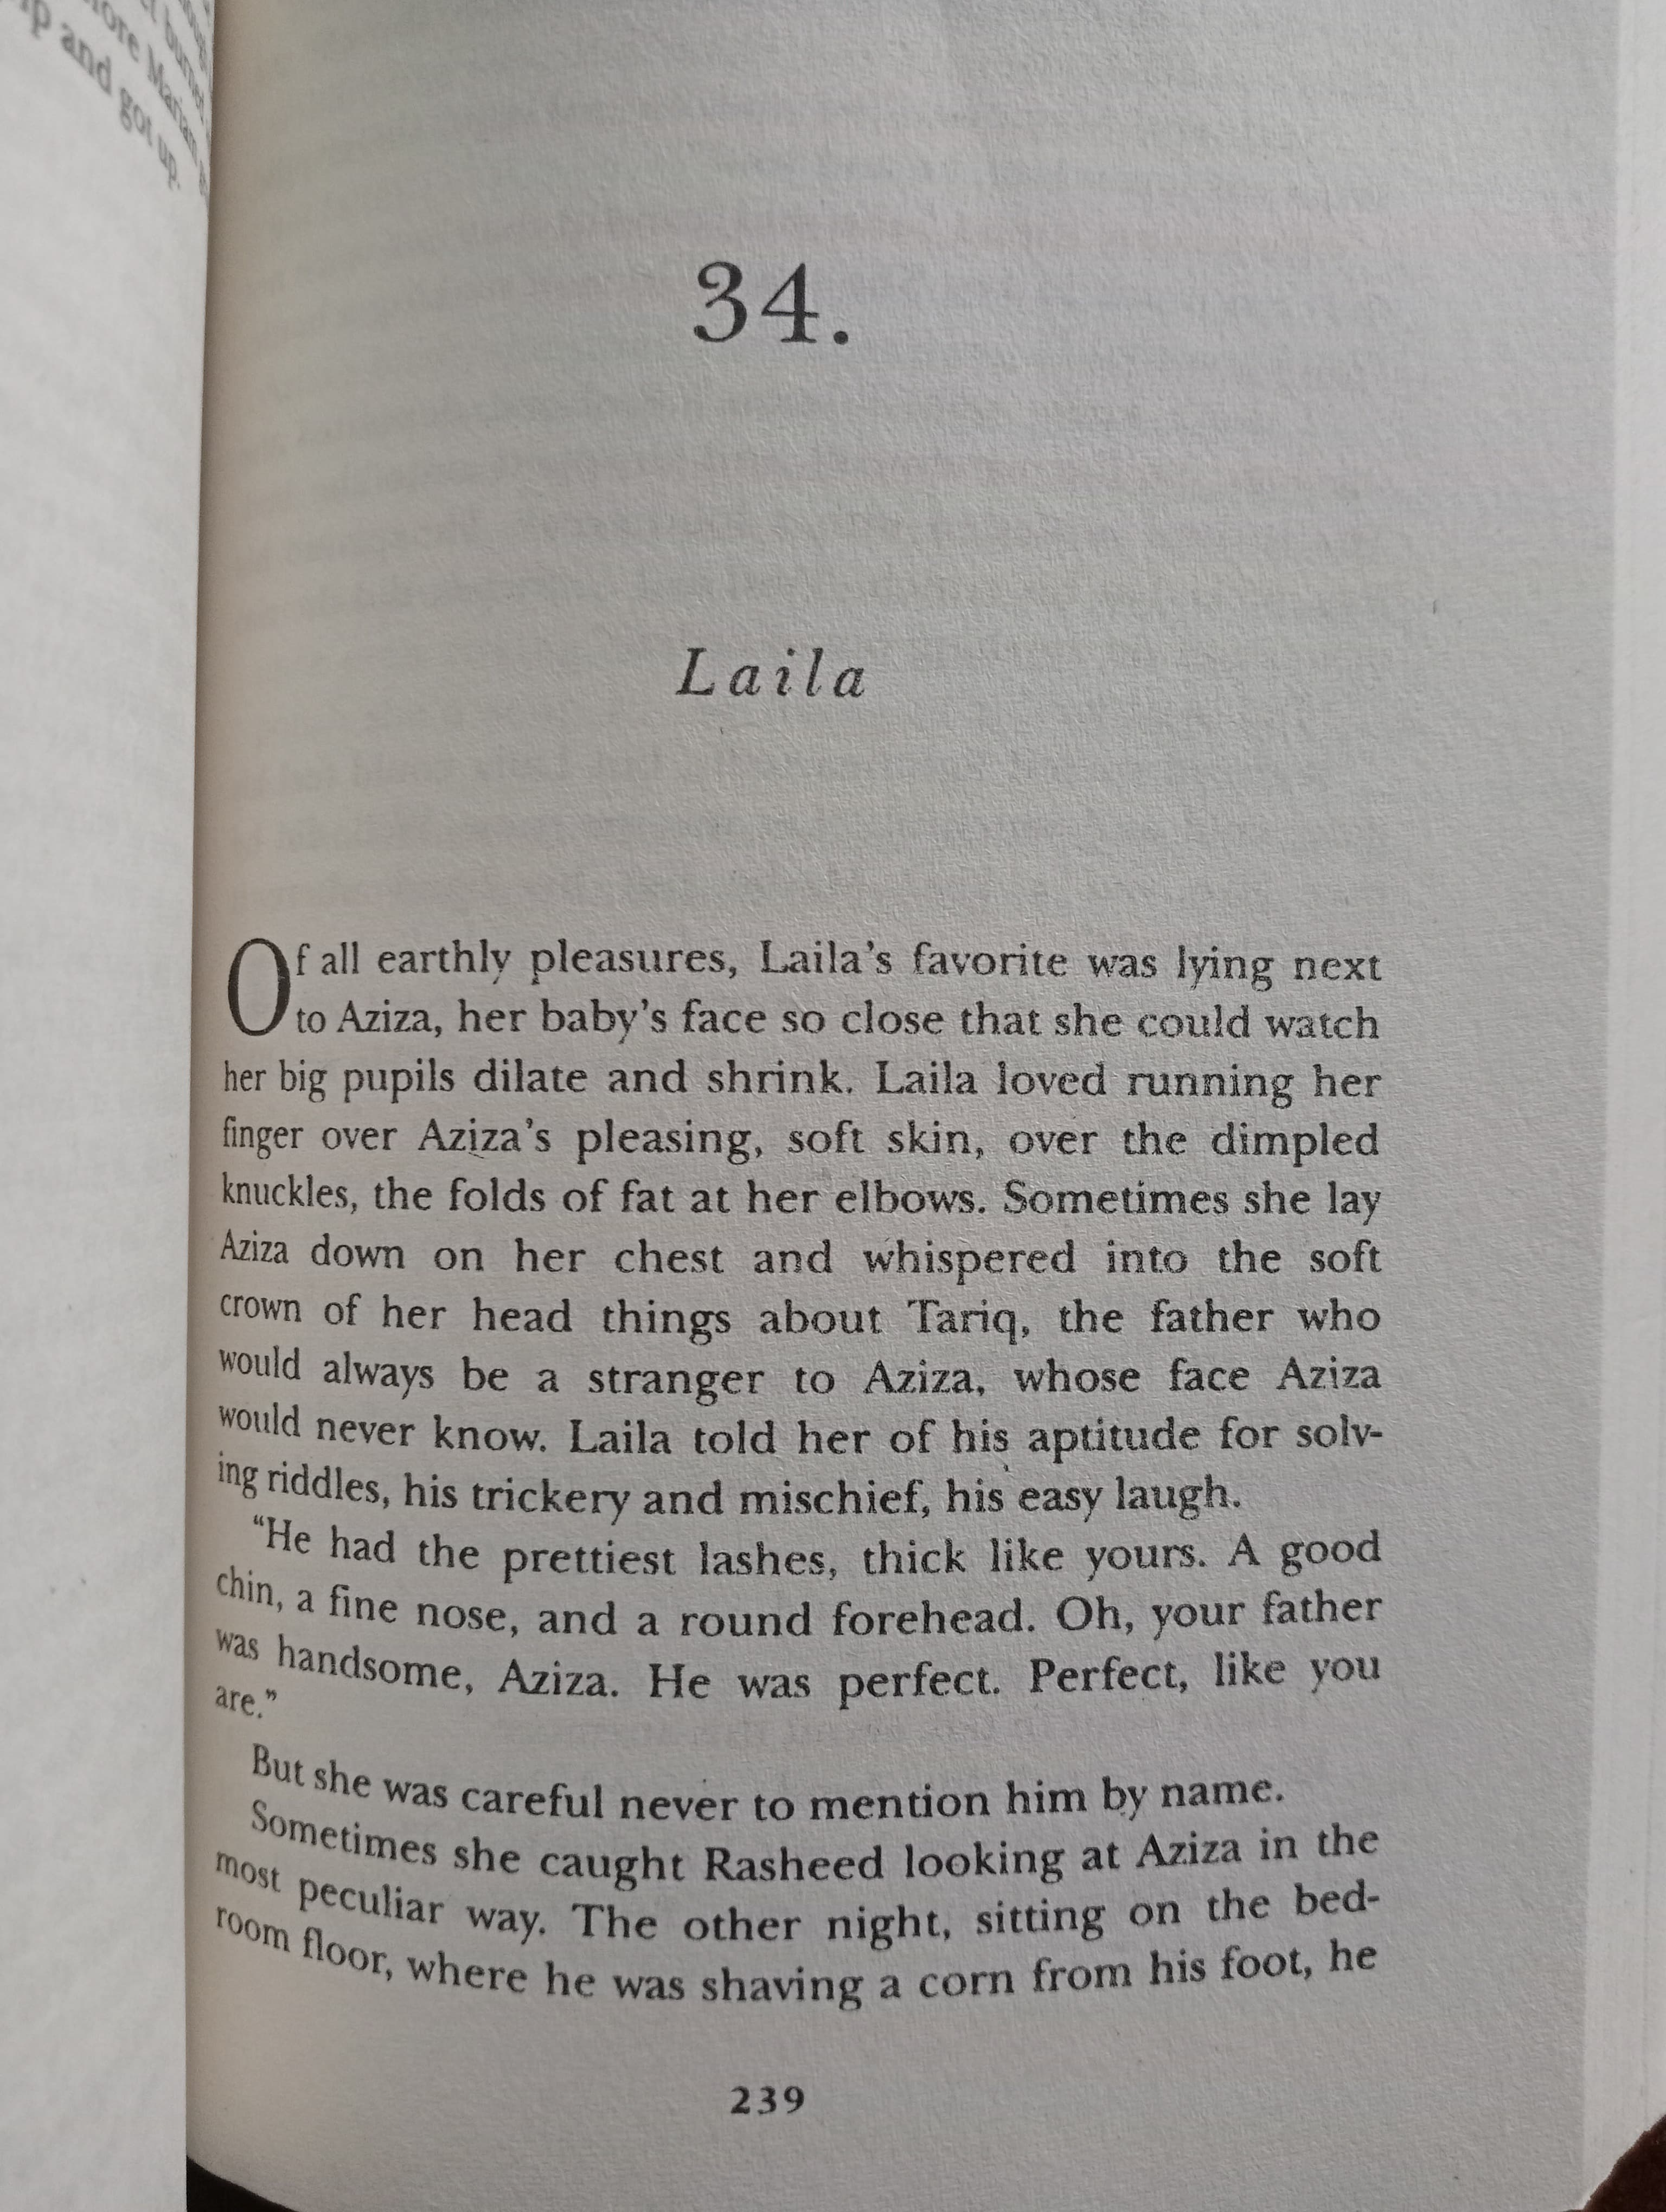 ore Mariam
p and got up.
34.
Laila
Of all earthly pleasures, Laila's favorite was lying next
to Aziza, her baby's face so close that she could watch
her big pupils dilate and shrink. Laila loved running her
finger over Aziza's pleasing, soft skin, over the dimpled
knuckles, the folds of fat at her elbows. Sometimes she lay
Aziza down on her chest and whispered into the soft
crown of her head things about Tariq, the father who
would always be a stranger to Aziza, whose face Aziza
would never know. Laila told her of his aptitude for solv-
ing riddles, his trickery and mischief, his easy laugh.
“He had the prettiest lashes, thick like yours. A good
chin, a fine nose, and a round forehead. Oh, your father
was handsome, Aziza. He was perfect. Perfect, like you
are.”
But she was careful never to mention him by name.
Sometimes she caught Rasheed looking at Aziza in the
most peculiar way. The other night, sitting on the bed-
room floor, where he was shaving a corn from his foot, he
239